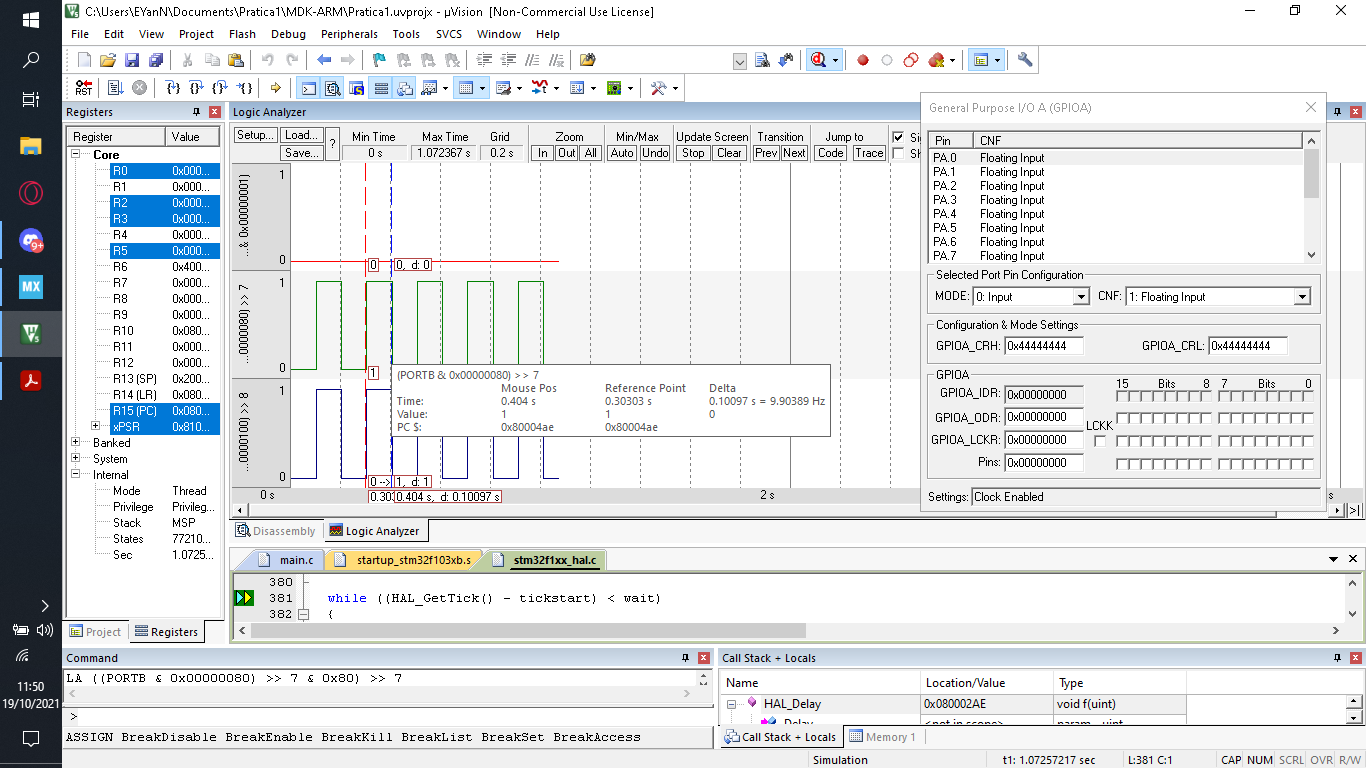 C:\Users\EYanN\Documents\Pratica1\MDK-ARM\Pratica1.uvprojx - µVision [Non-Commercial Use License]
File Edit View Project Flash Debug Peripherals Tools SVCS Window Help
Registers
Register Value
Core
R0 0x000...
R1 0x000...
R2 0x000...
R3 0x000...
R4 0x000...
R5 0x000...
R6 0x400...
R7 0x000...
R8 0x000...
R9 0x000...
R10 0x080...
R11 0x080...
R12 0x000...
R13 (SP) 0x200...
R14 (LR) 0x080...
R15 (PC) 0x080...
xPSR 0x810...
Banked
System
Internal
Mode Thread
Privilege Privileg...
Stack MSP
States 77210...
Sec 1.0725...
Project Registers
Logic Analyzer
Setup... Load... Save... ?
Min Time Max Time Grid Zoom Min/Max Update Screen Transition Jump to
0 s 1.072367 s 0.2 s In Out All Auto Undo Stop Clear Prev Next Code Trace
...& 0x00000001)
1
0
0 0, d: 0
...0000080) >> 7
1
0
1
...0000100) >> 8
1
0
0 --> 1, d: 1
0.404 s, d: 0.10097 s
0 s 2 s s
(PORTB & 0x00000080) >> 7
Mouse Pos Reference Point Delta
Time: 0.404 s 0.30303 s 0.10097 s = 9.90389 Hz
Value: 1 1 0
PC $: 0x80004ae 0x80004ae
Disassembly Logic Analyzer
General Purpose I/O A (GPIOA)
Pin CNF
PA.0 Floating Input
PA.1 Floating Input
PA.2 Floating Input
PA.3 Floating Input
PA.4 Floating Input
PA.5 Floating Input
PA.6 Floating Input
PA.7 Floating Input
Selected Port Pin Configuration
MODE: 0: Input CNF: 1: Floating Input
Configuration & Mode Settings
GPIOA_CRH: 0x44444444 GPIOA_CRL: 0x44444444
GPIOA
15 Bits 8 7 Bits 0
GPIOA_IDR: 0x00000000
GPIOA_ODR: 0x00000000
LCKK
GPIOA_LCKR: 0x00000000
Pins: 0x00000000
Settings: Clock Enabled
main.c startup_stm32f103xb.s stm32f1xx_hal.c
380
381 while ((HAL_GetTick() - tickstart) < wait)
382 {
Command
LA ((PORTB & 0x00000080) >> 7 & 0x80) >> 7
>
ASSIGN BreakDisable BreakEnable BreakKill BreakList BreakSet BreakAccess
Call Stack + Locals
Name Location/Value Type
HAL_Delay 0x080002AE void f(uint)
Delay <not in scope> param - uint
Call Stack + Locals Memory 1
Simulation t1: 1.07257217 sec L:381 C:1 CAP NUM SCRL OVR R/W
11:50
19/10/2021